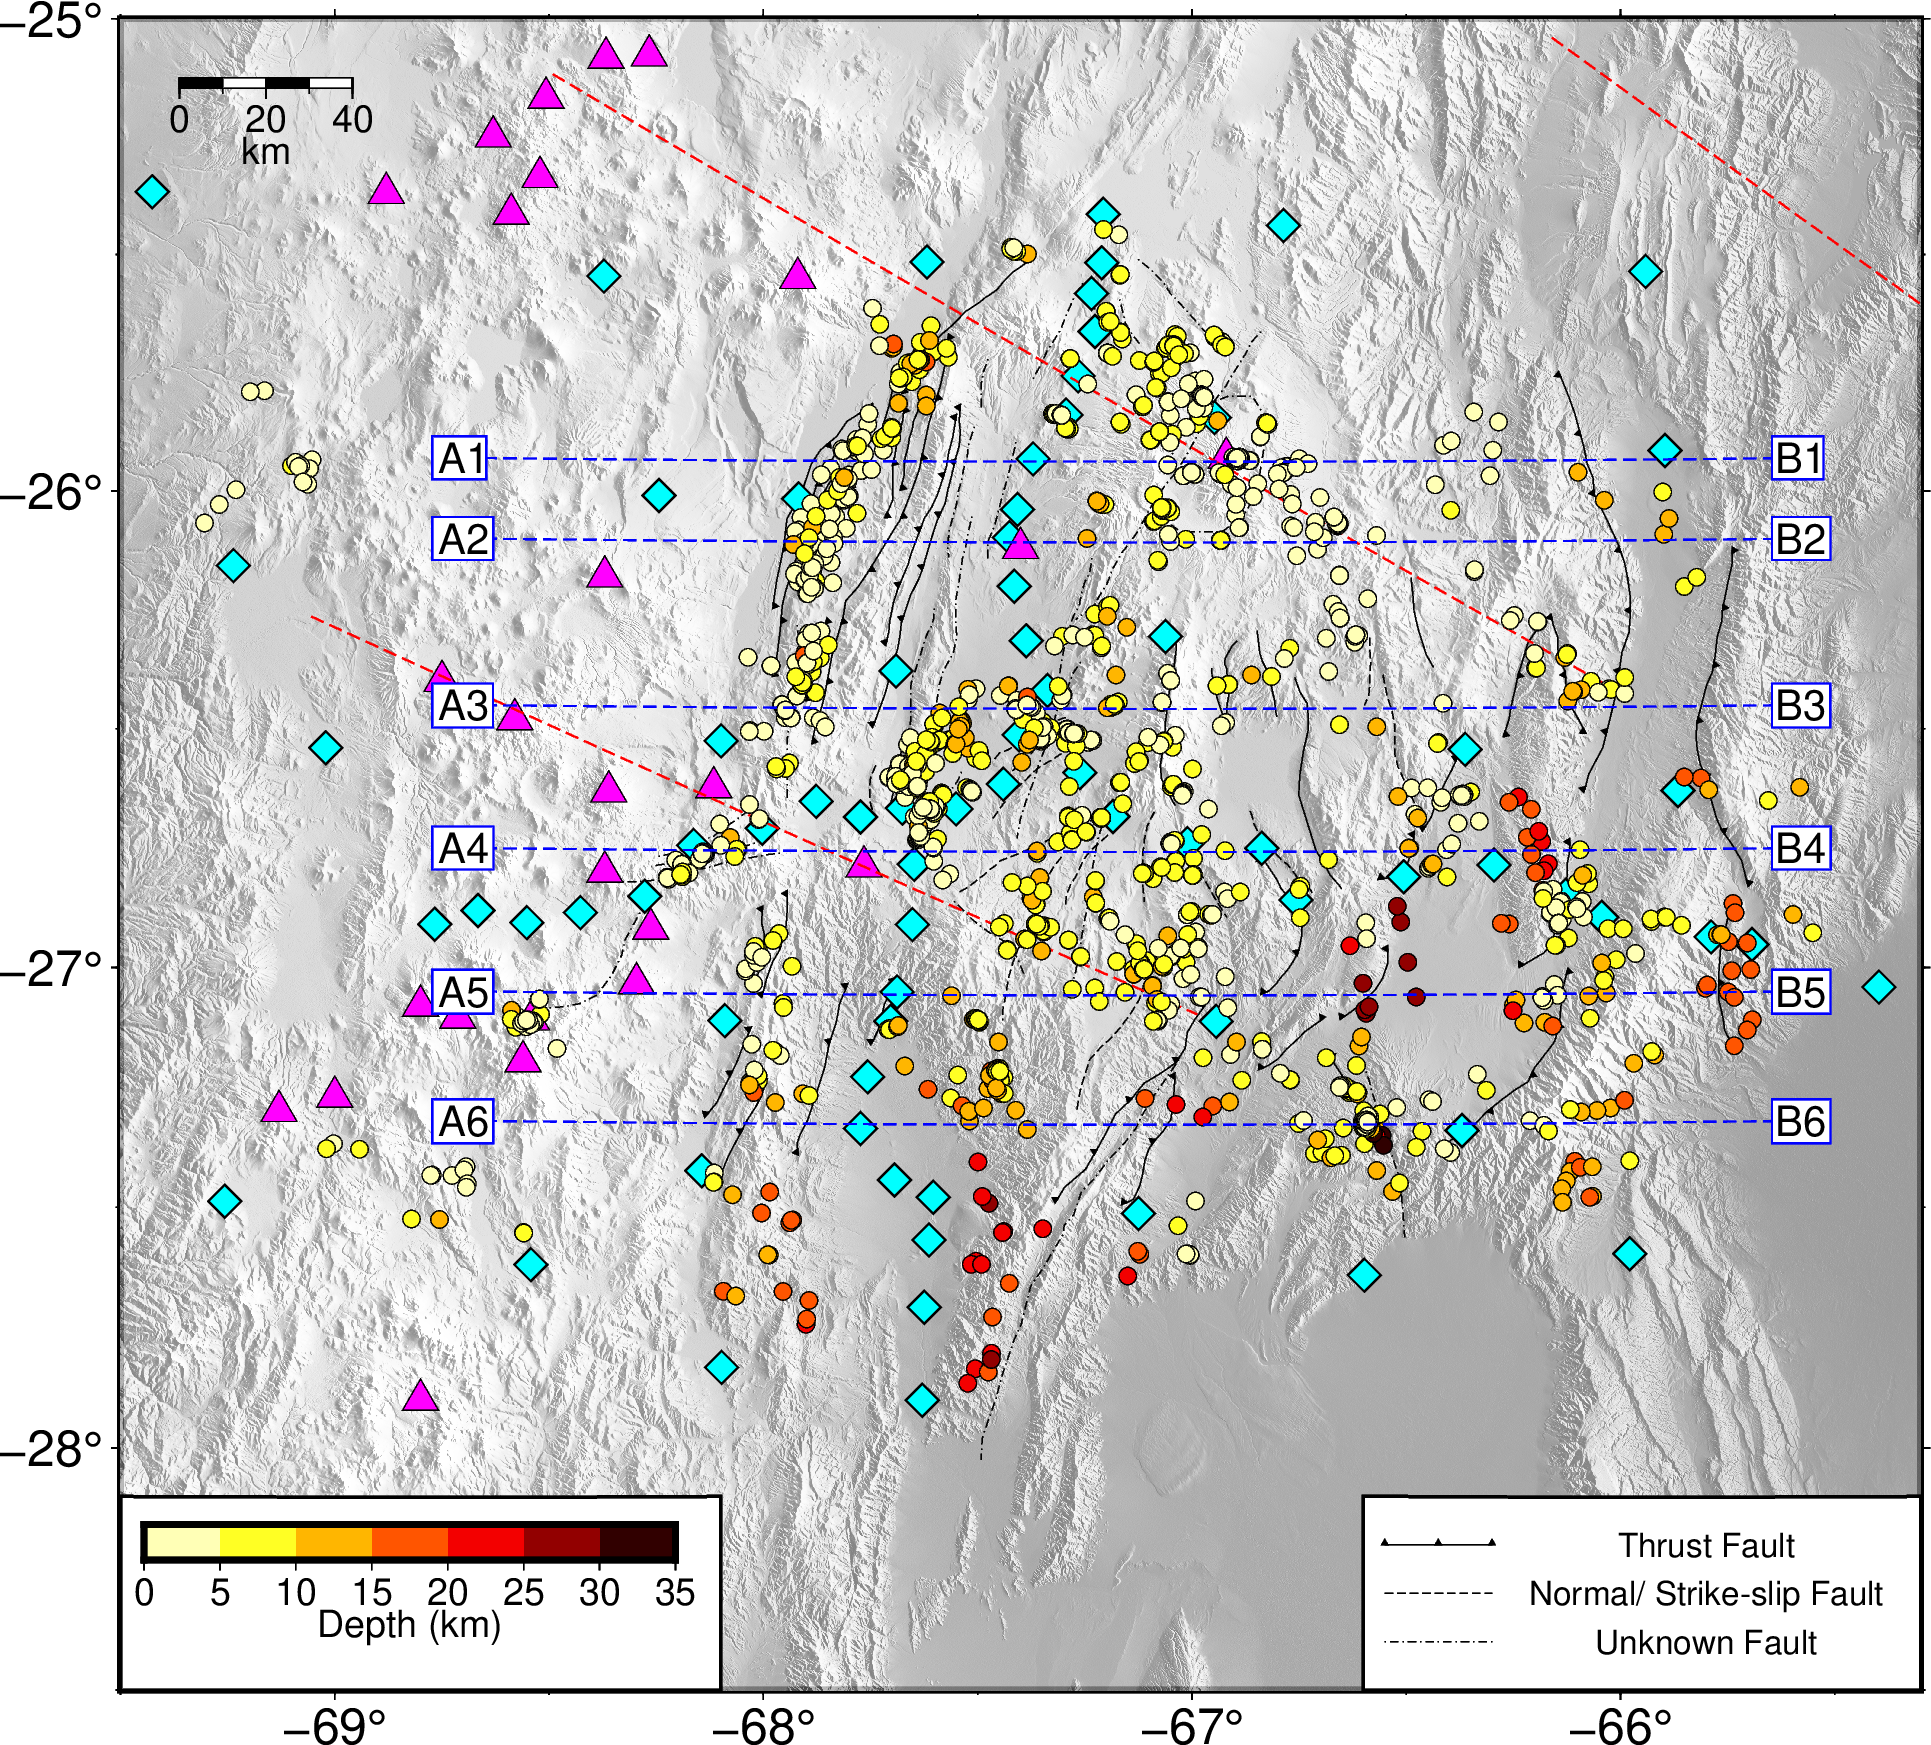 −25°
0 20 40
km
A1 B1
−26°
A2 B2
A3 B3
A4 B4
−27°
A5 B5
A6 B6
−28°
0 5 10 15 20 25 30 35
Depth (km)
Thrust Fault
Normal/ Strike-slip Fault
Unknown Fault
−69° −68° −67° −66°